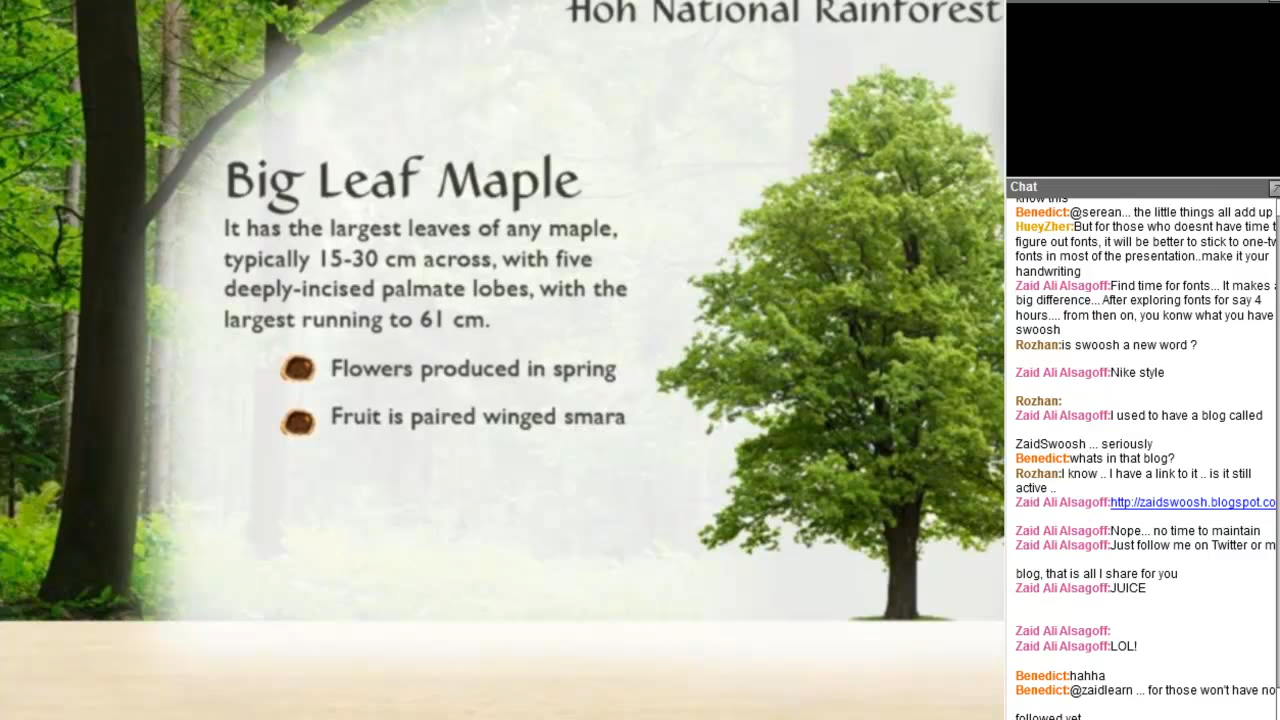 Hoh National Rainforest
Big Leaf Maple
It has the largest leaves of any maple,
typically 15-30 cm across, with five
deeply-incised palmate lobes, with the
largest running to 61 cm.
Flowers produced in spring
Fruit is paired winged smara
Chat
know this
Benedict:@serean... the little things all add up
HueyZher:But for those who doesnt have time t
figure out fonts, it will be better to stick to one-tw
fonts in most of the presentation..make it your
handwriting
Zaid Ali Alsagoff:Find time for fonts... It makes a
big difference... After exploring fonts for say 4
hours.... from then on, you konw what you have
swoosh
Rozhan:is swoosh a new word ?
Zaid Ali Alsagoff:Nike style
Rozhan:
Zaid Ali Alsagoff:I used to have a blog called
ZaidSwoosh ... seriously
Benedict:whats in that blog?
Rozhan:I know .. I have a link to it .. is it still
active ..
Zaid Ali Alsagoff:http://zaidswoosh.blogspot.co
Zaid Ali Alsagoff:Nope... no time to maintain
Zaid Ali Alsagoff:Just follow me on Twitter or m
blog, that is all I share for you
Zaid Ali Alsagoff:JUICE
Zaid Ali Alsagoff:
Zaid Ali Alsagoff:LOL!
Benedict:hahha
Benedict:@zaidlearn ... for those won't have no
followed yet